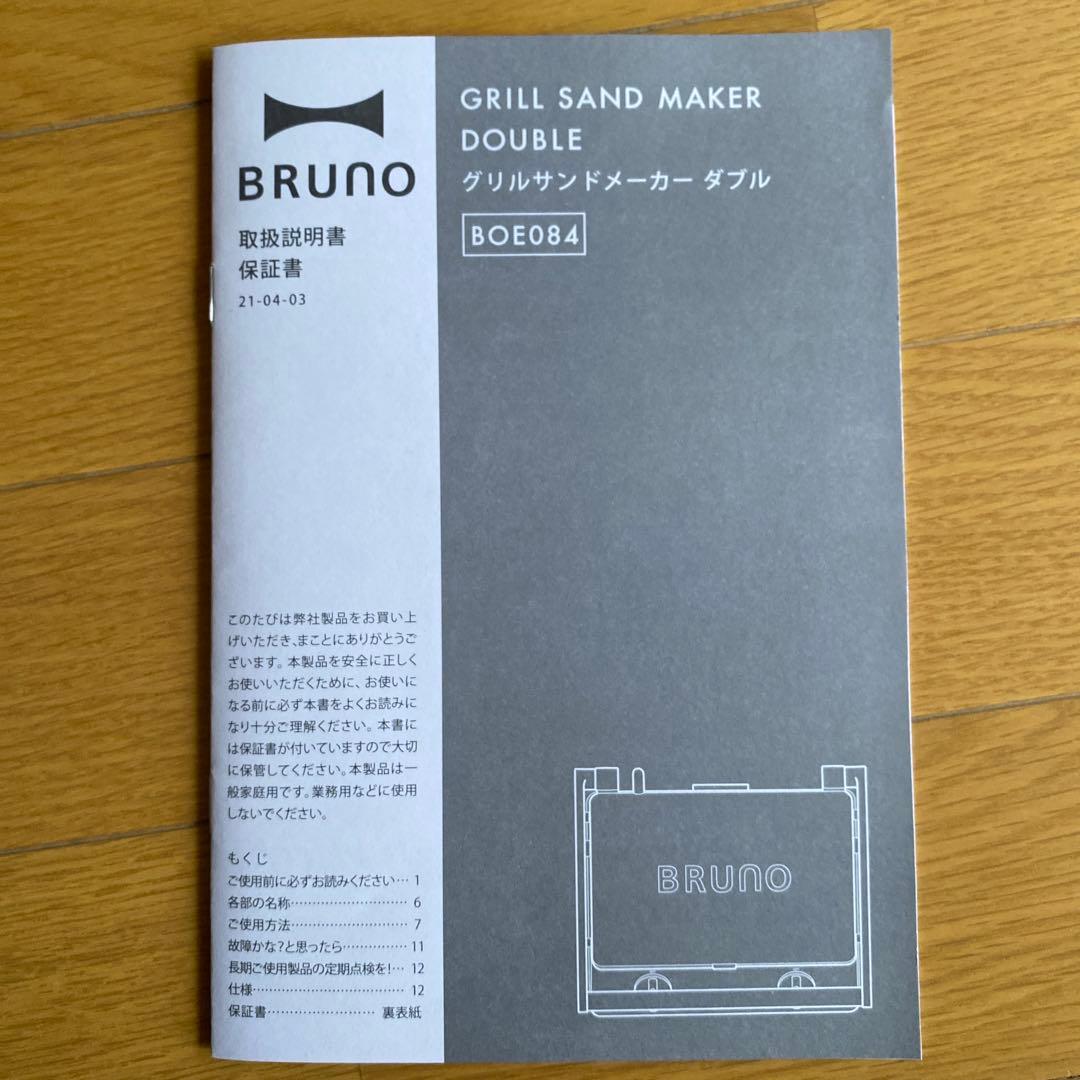 BRUNO
取扱説明書
保証書
21-04-03
GRILL SAND MAKER
DOUBLE
グリルサンドメーカー ダブル
BOE084
このたびは弊社製品をお買い上
げいただき、まことにありがとうご
ざいます。本製品を安全に正しく
お使いいただくために、お使いに
なる前に必ず本書をよくお読みに
なり十分ご理解ください。本書に
は保証書が付いていますので大切
に保管してください。本製品は一
般家庭用です。業務用などに使用
しないでください。
もくじ
ご使用前に必ずお読みください… 1
各部の名称……………………… 6
ご使用方法……………………… 7
故障かな?と思ったら…………… 11
長期ご使用製品の定期点検を!… 12
仕様……………………………… 12
保証書…………………… 裏表紙
BRUNO